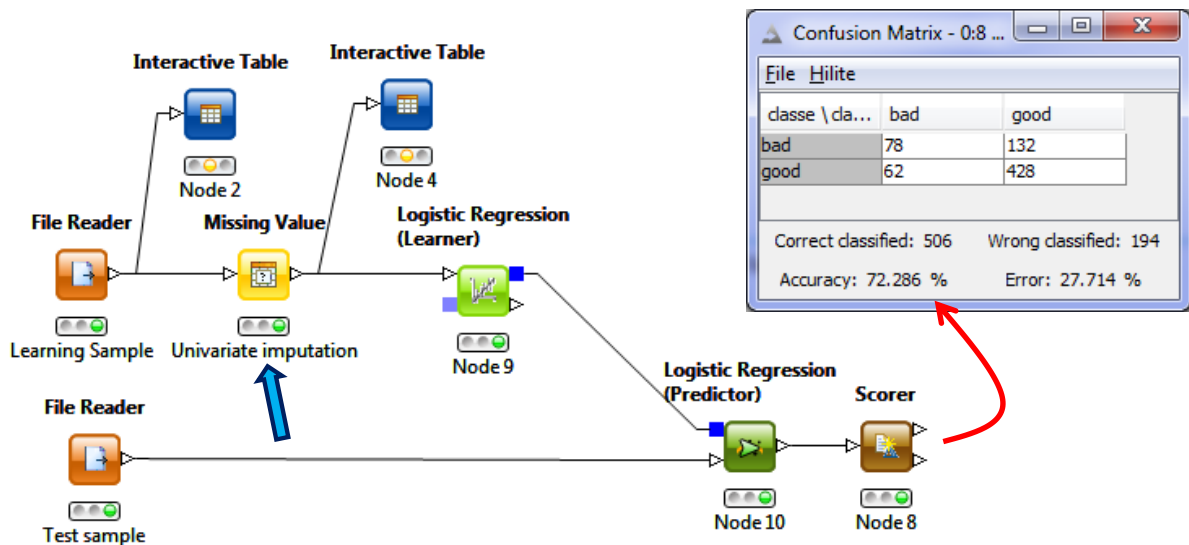 Interactive Table
Node 2
Interactive Table
Node 4
File Reader
Learning Sample
Missing Value
?
Univariate imputation
Logistic Regression
(Learner)
Node 9
File Reader
Test sample
Logistic Regression
(Predictor)
Node 10
Scorer
Node 8
Confusion Matrix - 0:8 ...
File Hilite
classe \ cla... bad good
bad 78 132
good 62 428
Correct classified: 506 Wrong classified: 194
Accuracy: 72.286 % Error: 27.714 %